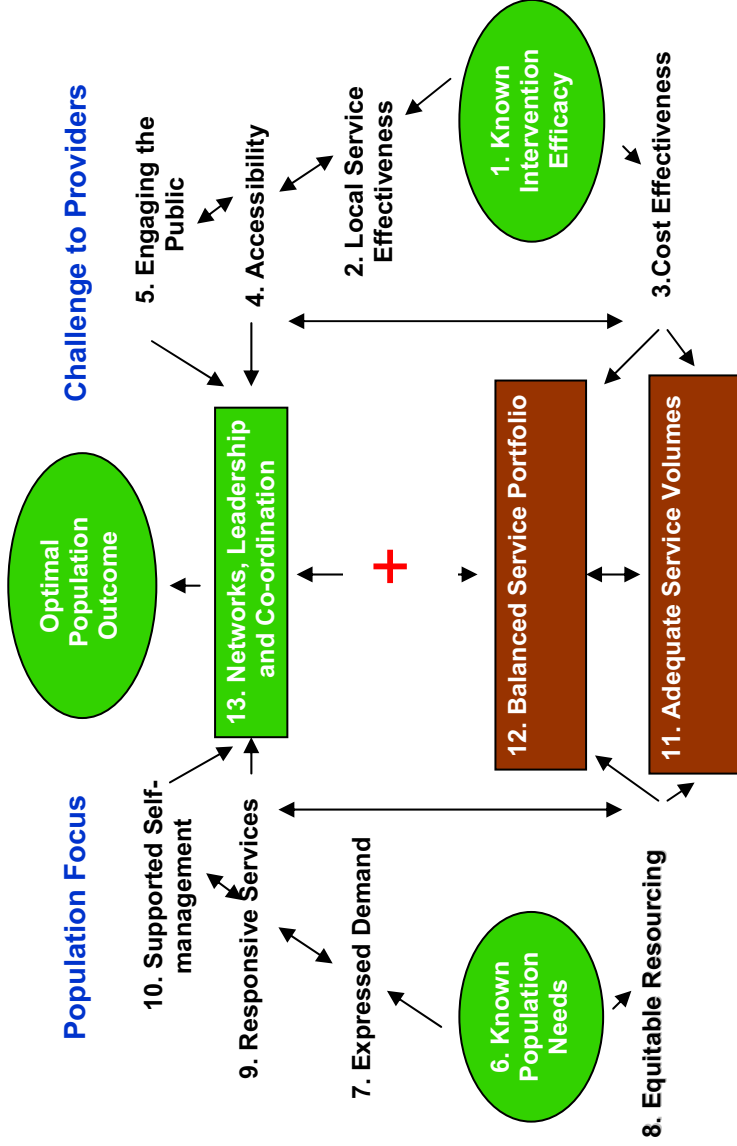 Population Focus
Challenge to Providers
Optimal
Population
Outcome
10. Supported Self-
management
9. Responsive Services
7. Expressed Demand
6. Known
Population
Needs
8. Equitable Resourcing
13. Networks, Leadership
and Co-ordination
+
12. Balanced Service Portfolio
11. Adequate Service Volumes
5. Engaging the
Public
4. Accessibility
2. Local Service
Effectiveness
1. Known
Intervention
Efficacy
3.Cost Effectiveness